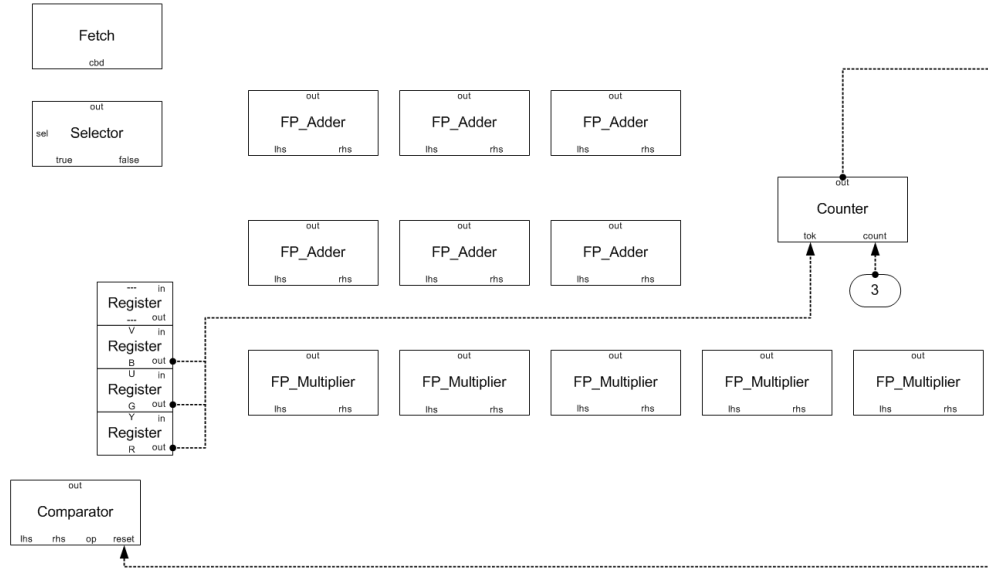 Fetch
cbd
out
sel Selector
true false
out out out
FP_Adder FP_Adder FP_Adder
lhs rhs lhs rhs lhs rhs
out
Counter
tok count
out out out
FP_Adder FP_Adder FP_Adder
lhs rhs lhs rhs lhs rhs
3
--- in
Register
--- out
V in
Register
B out
U in
Register
G out
Y in
Register
R out
out out out out out
FP_Multiplier FP_Multiplier FP_Multiplier FP_Multiplier FP_Multiplier
lhs rhs lhs rhs lhs rhs lhs rhs lhs rhs
out
Comparator
lhs rhs op reset